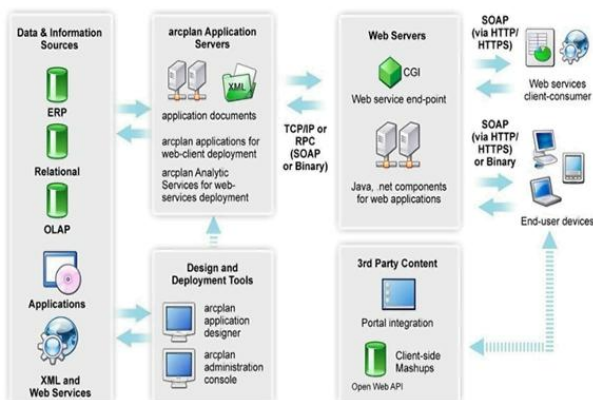 Data & Information
Sources
ERP
Relational
OLAP
Applications
XML and
Web Services
arcplan Application
Servers
XML
application documents
arcplan applications for
web-client deployment
arcplan Analytic
Services for web-
services deployment
Design and
Deployment Tools
arcplan
application
designer
arcplan
administration
console
TCP/IP or
RPC
(SOAP
or Binary)
Web Servers
CGI
Web service end-point
Java, .net components
for web applications
3rd Party Content
Portal integration
Client-side
Mashups
Open Web API
SOAP
(via HTTP/
HTTPS)
Web services
client-consumer
SOAP
(via HTTP/
HTTPS)
or Binary
End-user devices